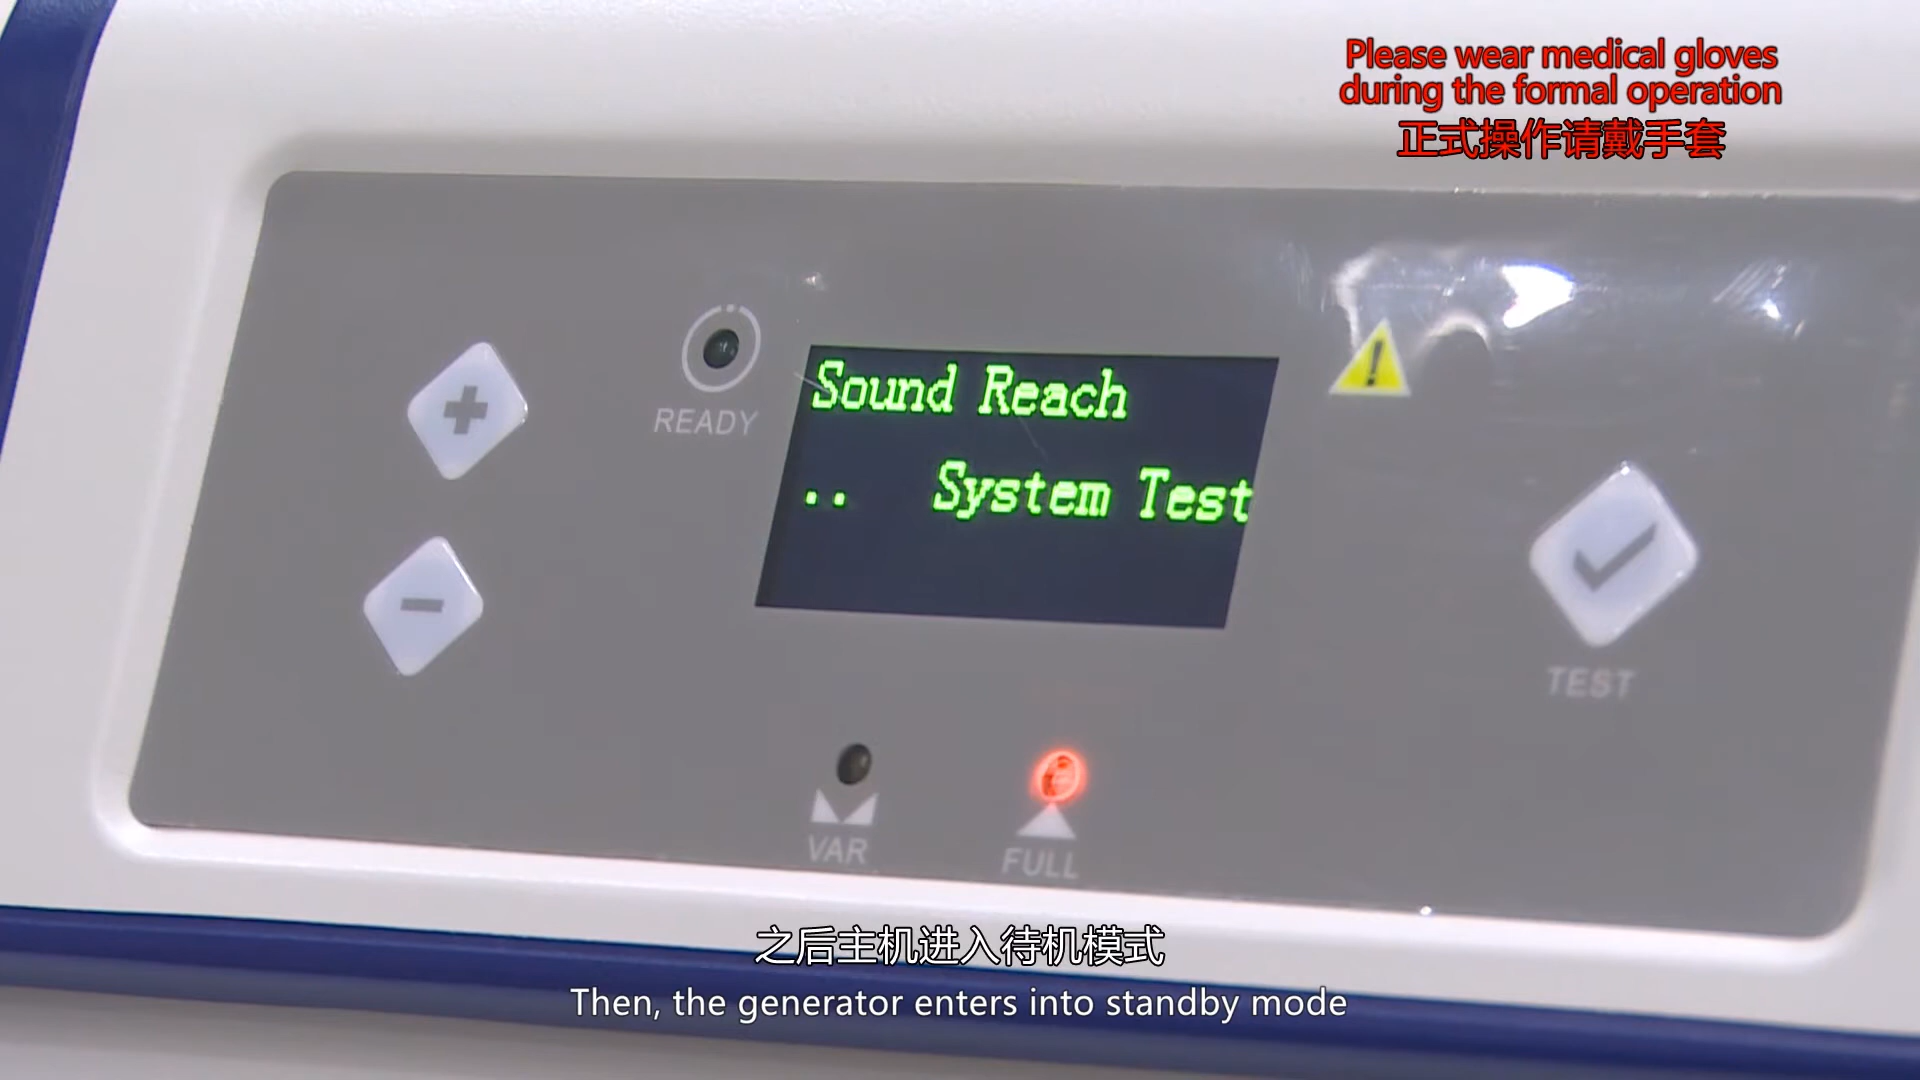 Please wear medical gloves
during the formal operation
正式操作请戴手套
READY
Sound Reach
.. System Test
TEST
VAR
FULL
之后主机进入待机模式
Then, the generator enters into standby mode